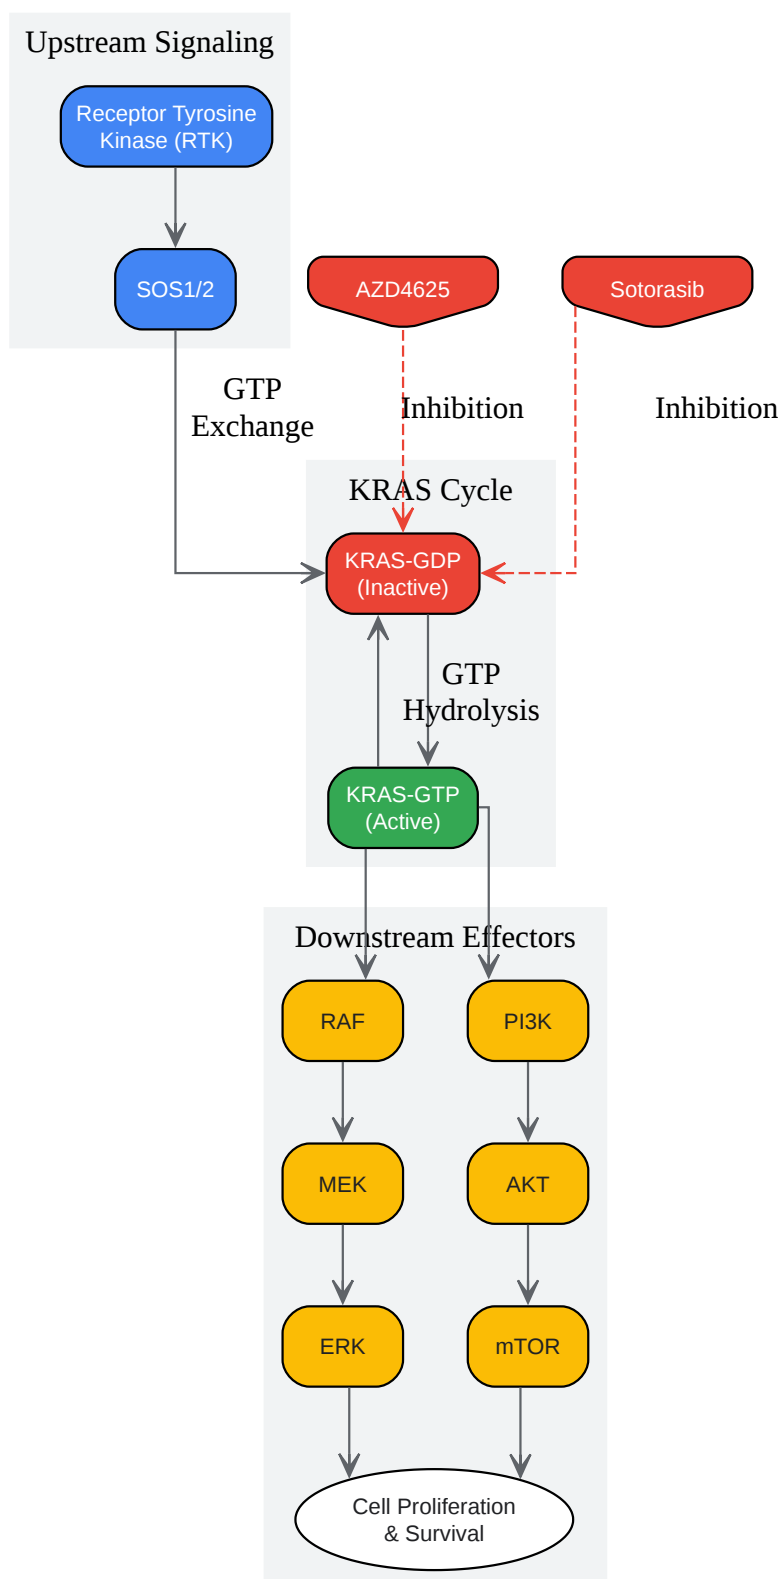 Upstream Signaling
Receptor Tyrosine
Kinase (RTK)
SOS1/2
AZD4625
Sotorasib
GTP
Exchange
Inhibition
Inhibition
KRAS Cycle
KRAS-GDP
(Inactive)
GTP
Hydrolysis
KRAS-GTP
(Active)
Downstream Effectors
RAF
PI3K
MEK
AKT
ERK
mTOR
Cell Proliferation
& Survival